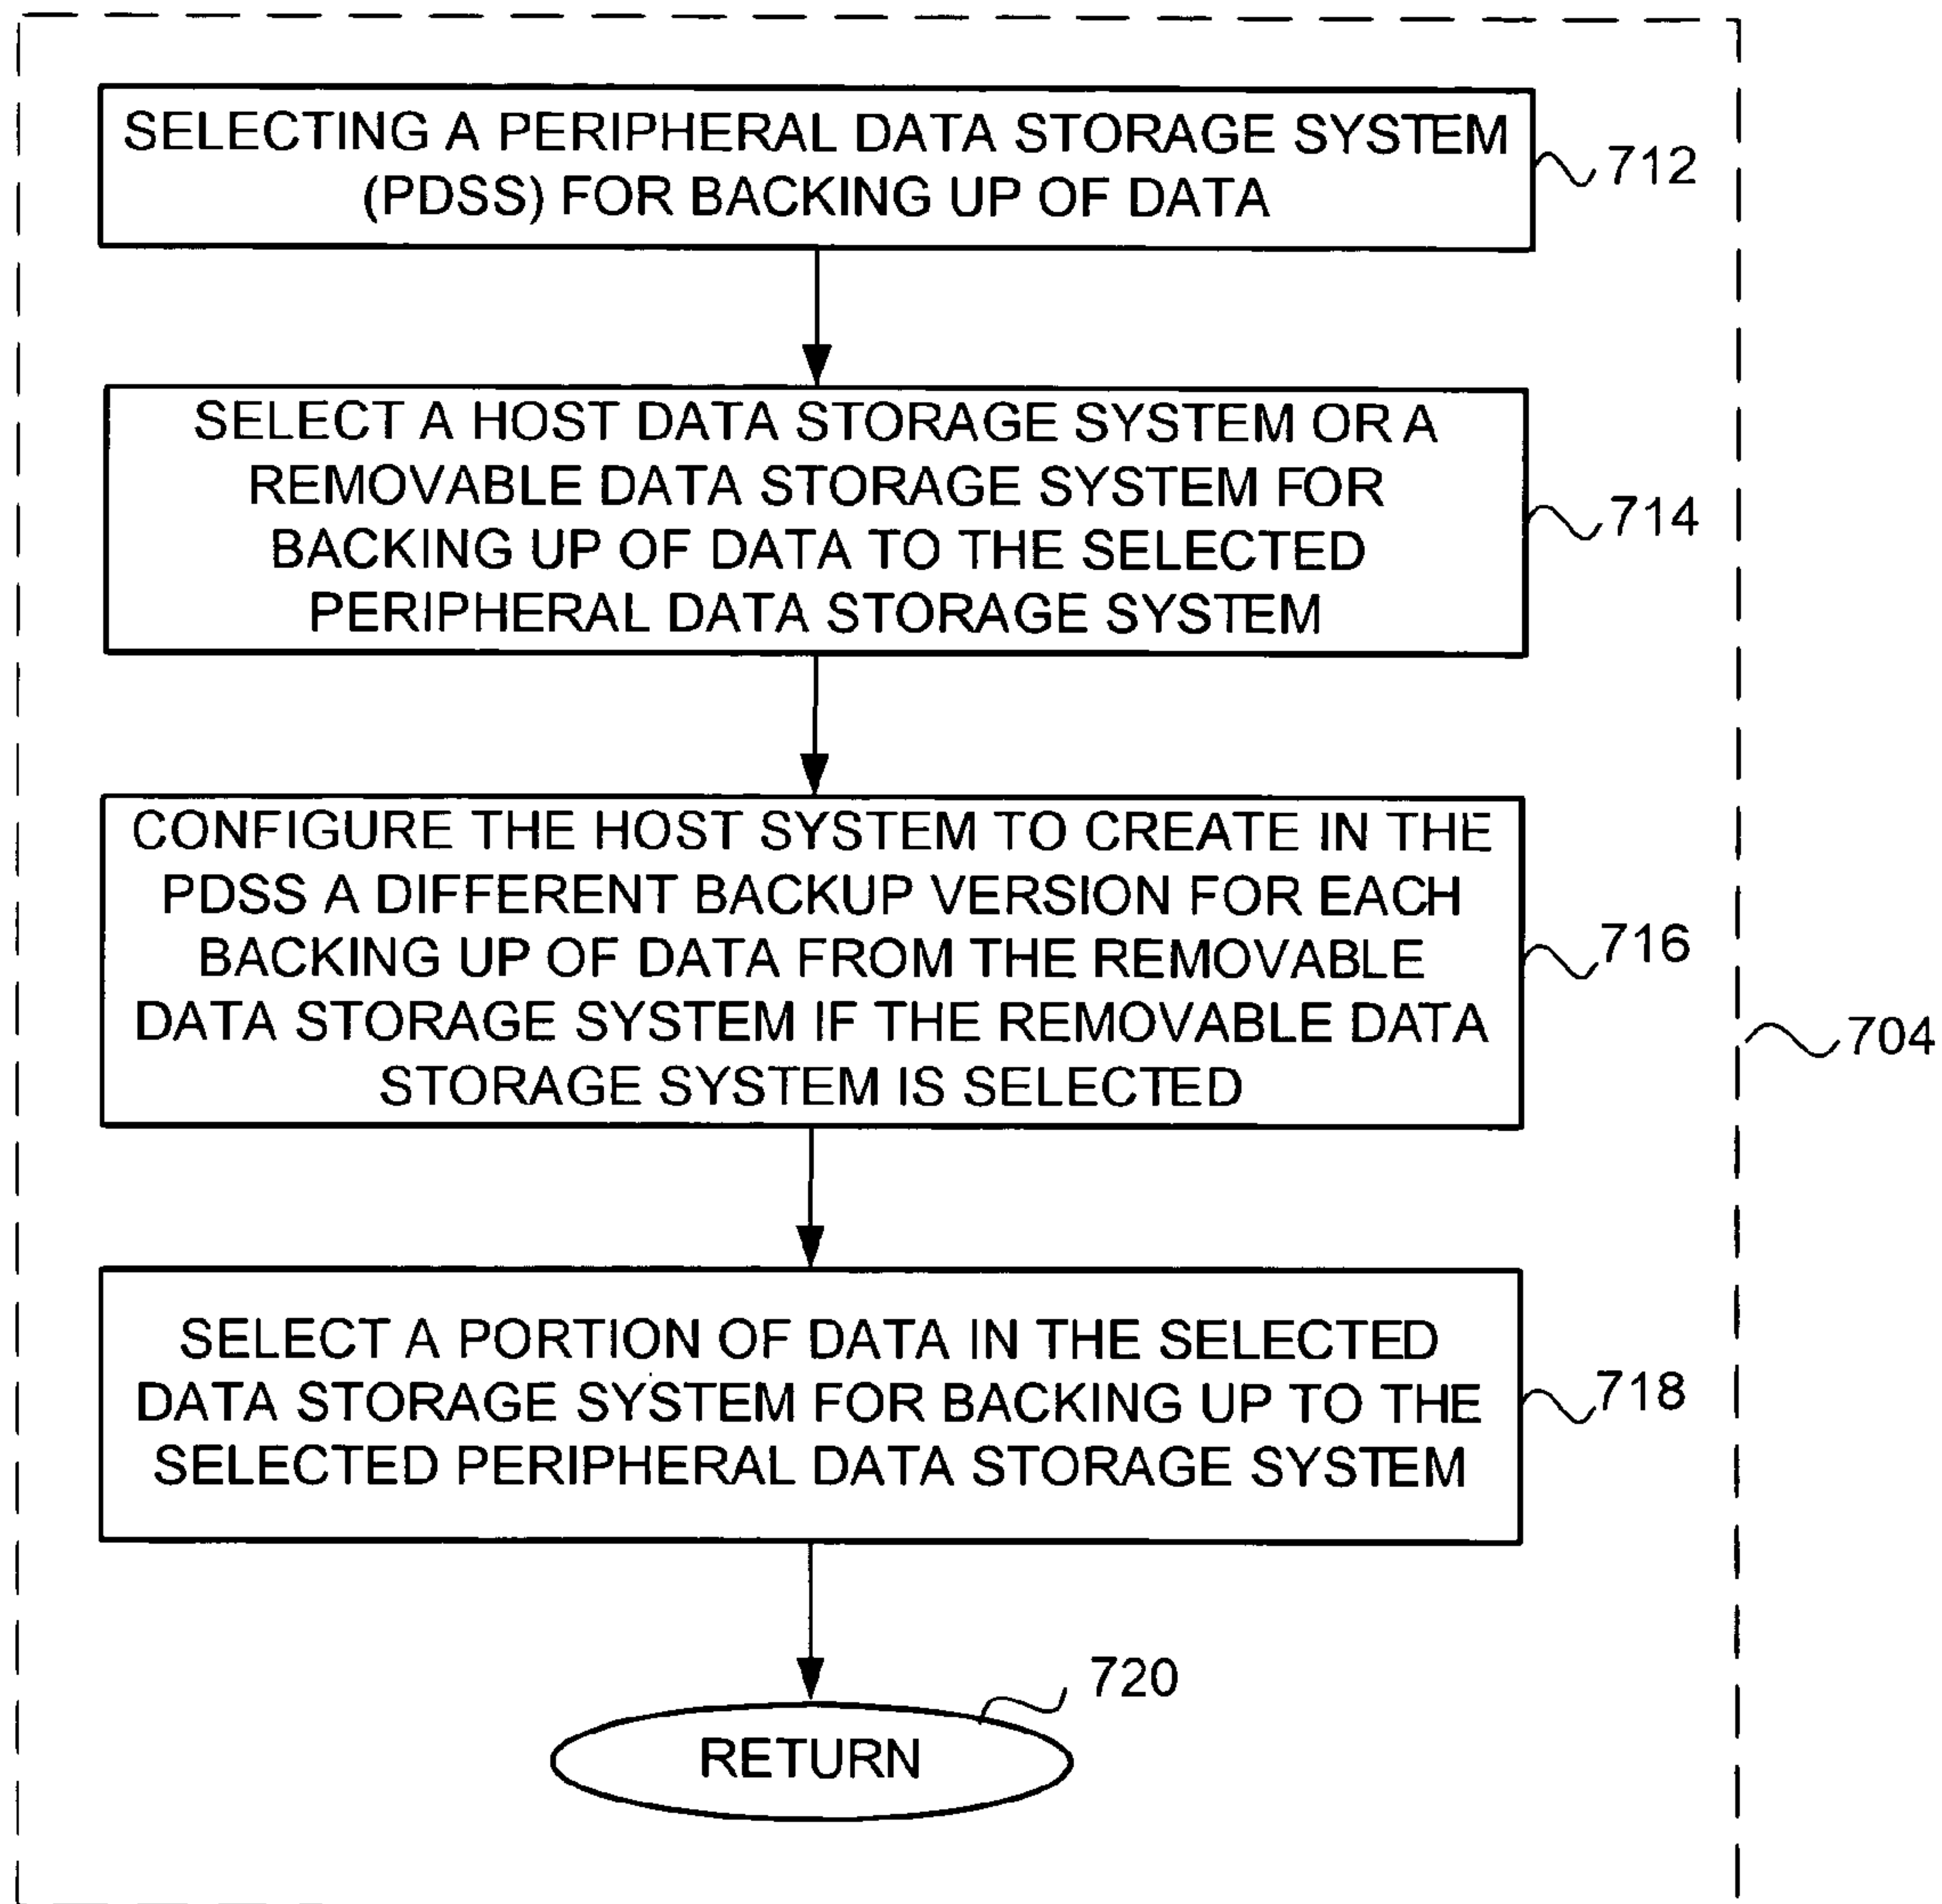 SELECTING A PERIPHERAL DATA STORAGE SYSTEM
(PDSS) FOR BACKING UP OF DATA
712
SELECT A HOST DATA STORAGE SYSTEM OR A
REMOVABLE DATA STORAGE SYSTEM FOR
BACKING UP OF DATA TO THE SELECTED
PERIPHERAL DATA STORAGE SYSTEM
714
CONFIGURE THE HOST SYSTEM TO CREATE IN THE
PDSS A DIFFERENT BACKUP VERSION FOR EACH
BACKING UP OF DATA FROM THE REMOVABLE
DATA STORAGE SYSTEM IF THE REMOVABLE DATA
STORAGE SYSTEM IS SELECTED
716
704
SELECT A PORTION OF DATA IN THE SELECTED
DATA STORAGE SYSTEM FOR BACKING UP TO THE
SELECTED PERIPHERAL DATA STORAGE SYSTEM
718
720
RETURN